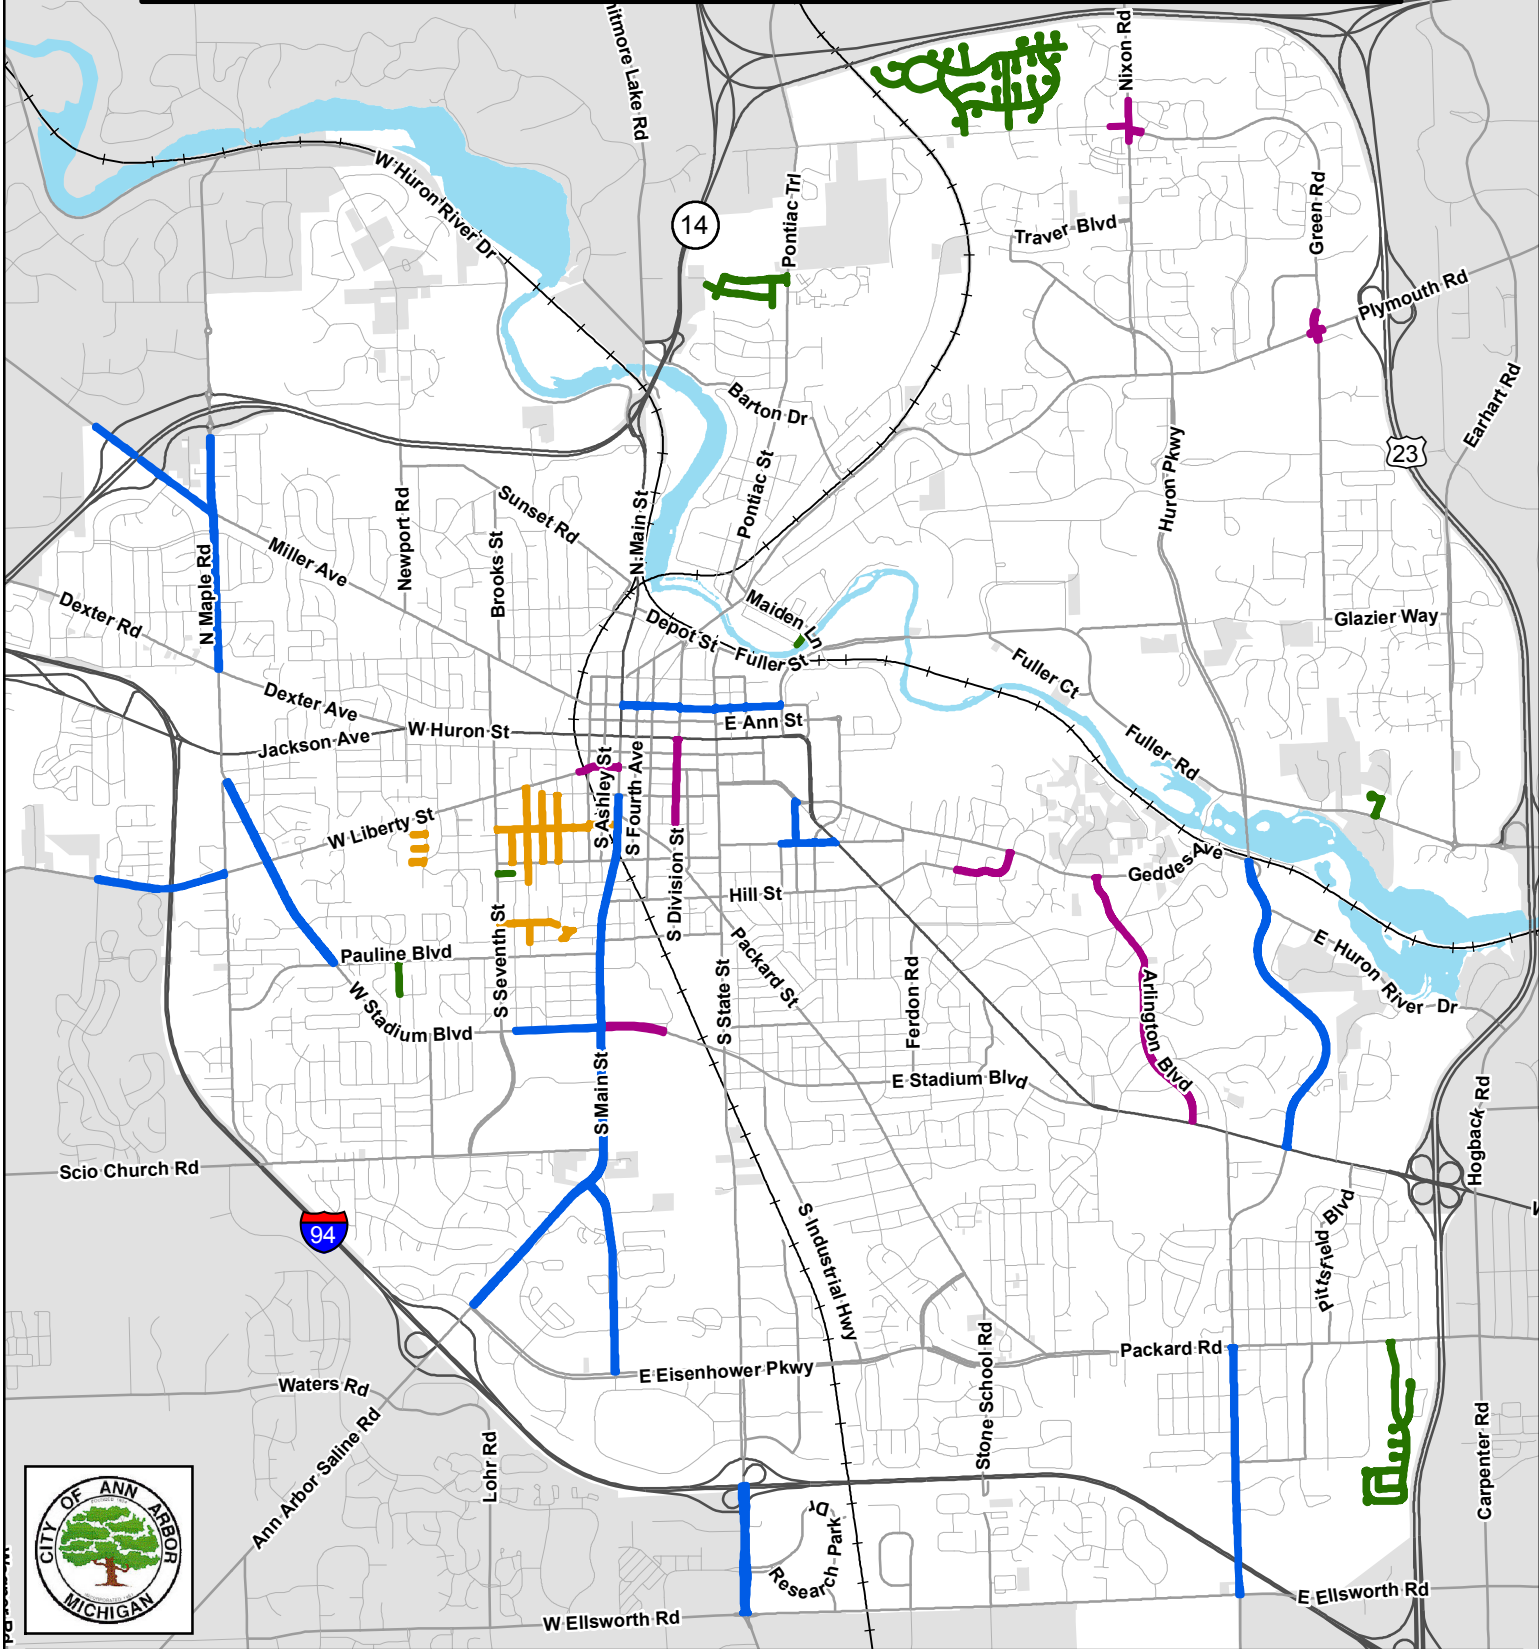 Nixon Rd
Whitmore Lake Rd
W Huron River Dr
14
Pontiac Trl
Green Rd
Traver Blvd
Plymouth Rd
Earhart Rd
Barton Dr
23
Huron Pkwy
Pontiac St
Sunset Rd
N Main St
Newport Rd
Brooks St
Miller Ave
N Maple Rd
Dexter Rd
Maiden Ln
Depot St
Fuller St
Glazier Way
Fuller Ct
Dexter Ave
E Ann St
W Huron St
Jackson Ave
Fuller Rd
S Ashley St
S Fourth Ave
W Liberty St
S Division St
Geddes Ave
Hill St
Pauline Blvd
S Seventh St
Packard St
E Huron River Dr
W Stadium Blvd
S State St
Ferdon Rd
Arlington Blvd
E Stadium Blvd
S Main St
Hogback Rd
Scio Church Rd
94
S Industrial Hwy
Pittsfield Blvd
Stone School Rd
Packard Rd
E Eisenhower Pkwy
Waters Rd
Ann Arbor Saline Rd
Lohr Rd
Carpenter Rd
Research Park Dr
CITY OF ANN ARBOR
MICHIGAN
E Ellsworth Rd
W Ellsworth Rd